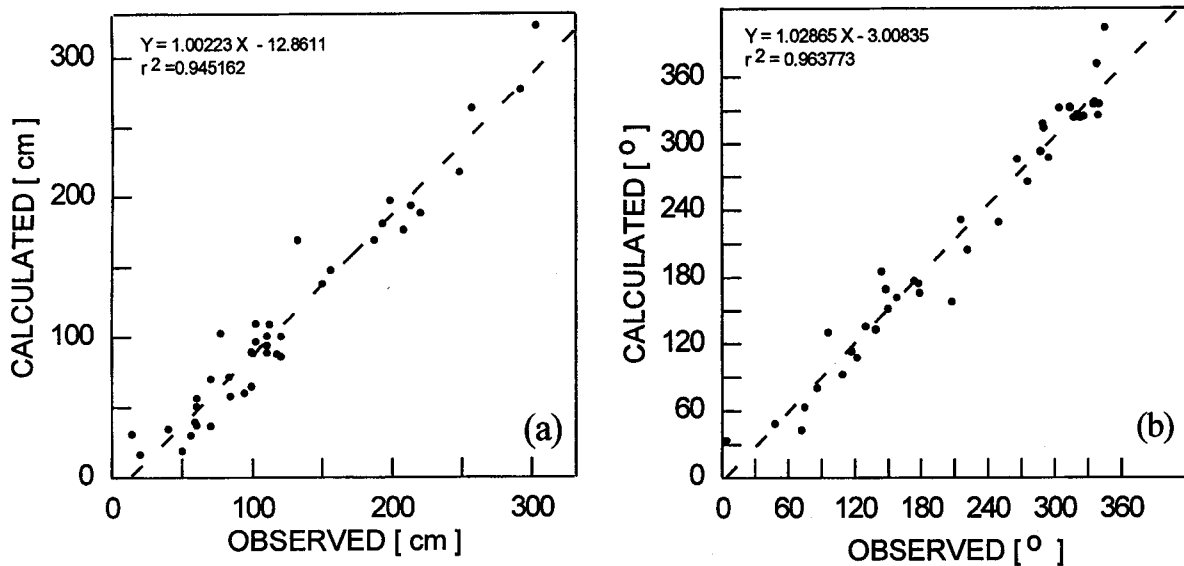 Y = 1.00223 X - 12.8611
r 2 =0.945162
300
200
100
0
CALCULATED [ cm ]
(a)
0 100 200 300
OBSERVED [ cm ]
Y = 1.02865 X - 3.00835
r 2 = 0.963773
360
300
240
180
120
60
0
CALCULATED [ o ]
(b)
0 60 120 180 240 300 360
OBSERVED [ o ]